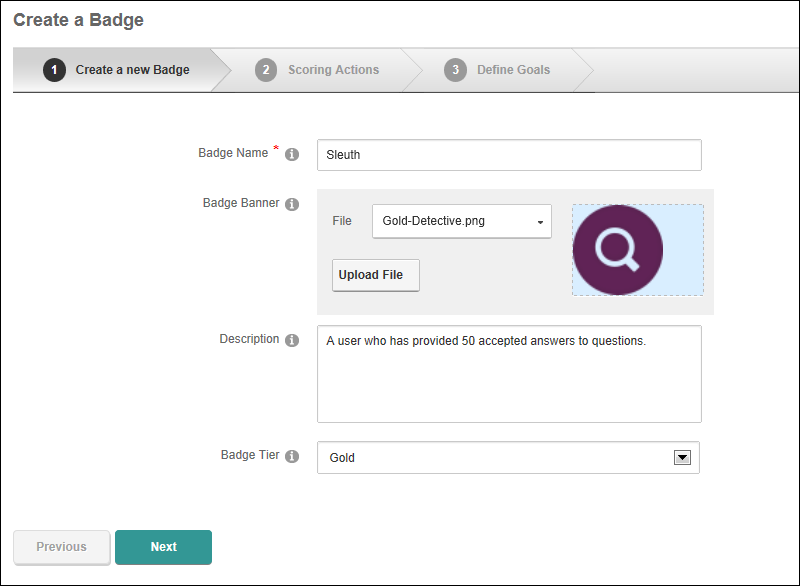 Create a Badge
1 Create a new Badge 2 Scoring Actions 3 Define Goals
Badge Name * i Sleuth
Badge Banner i
File Gold-Detective.png
Upload File
Description i A user who has provided 50 accepted answers to questions.
Badge Tier i Gold
Previous Next